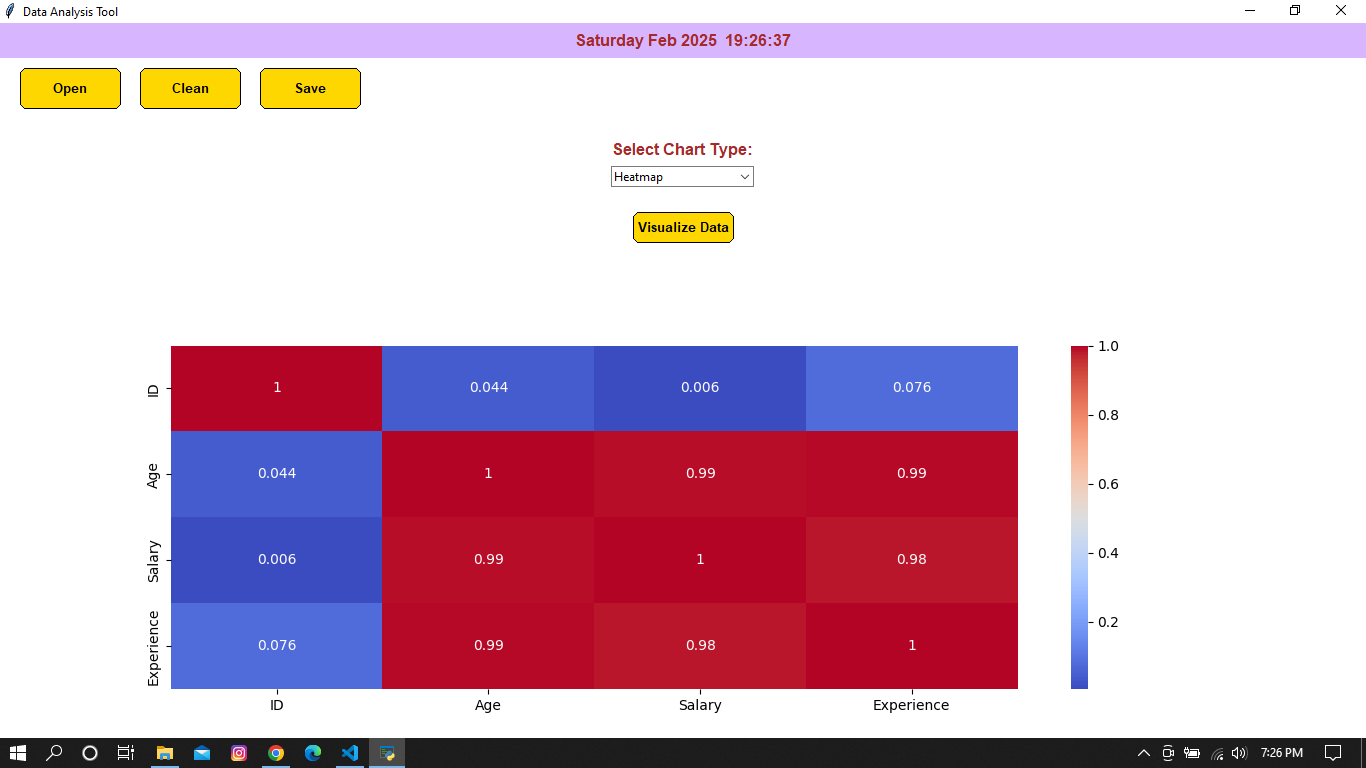 Data Analysis Tool
Saturday Feb 2025 19:26:37
Open Clean Save
Select Chart Type:
Heatmap
Visualize Data
ID 1 0.044 0.006 0.076
Age 0.044 1 0.99 0.99
Salary 0.006 0.99 1 0.98
Experience 0.076 0.99 0.98 1
ID Age Salary Experience
1.0
0.8
0.6
0.4
0.2
7:26 PM